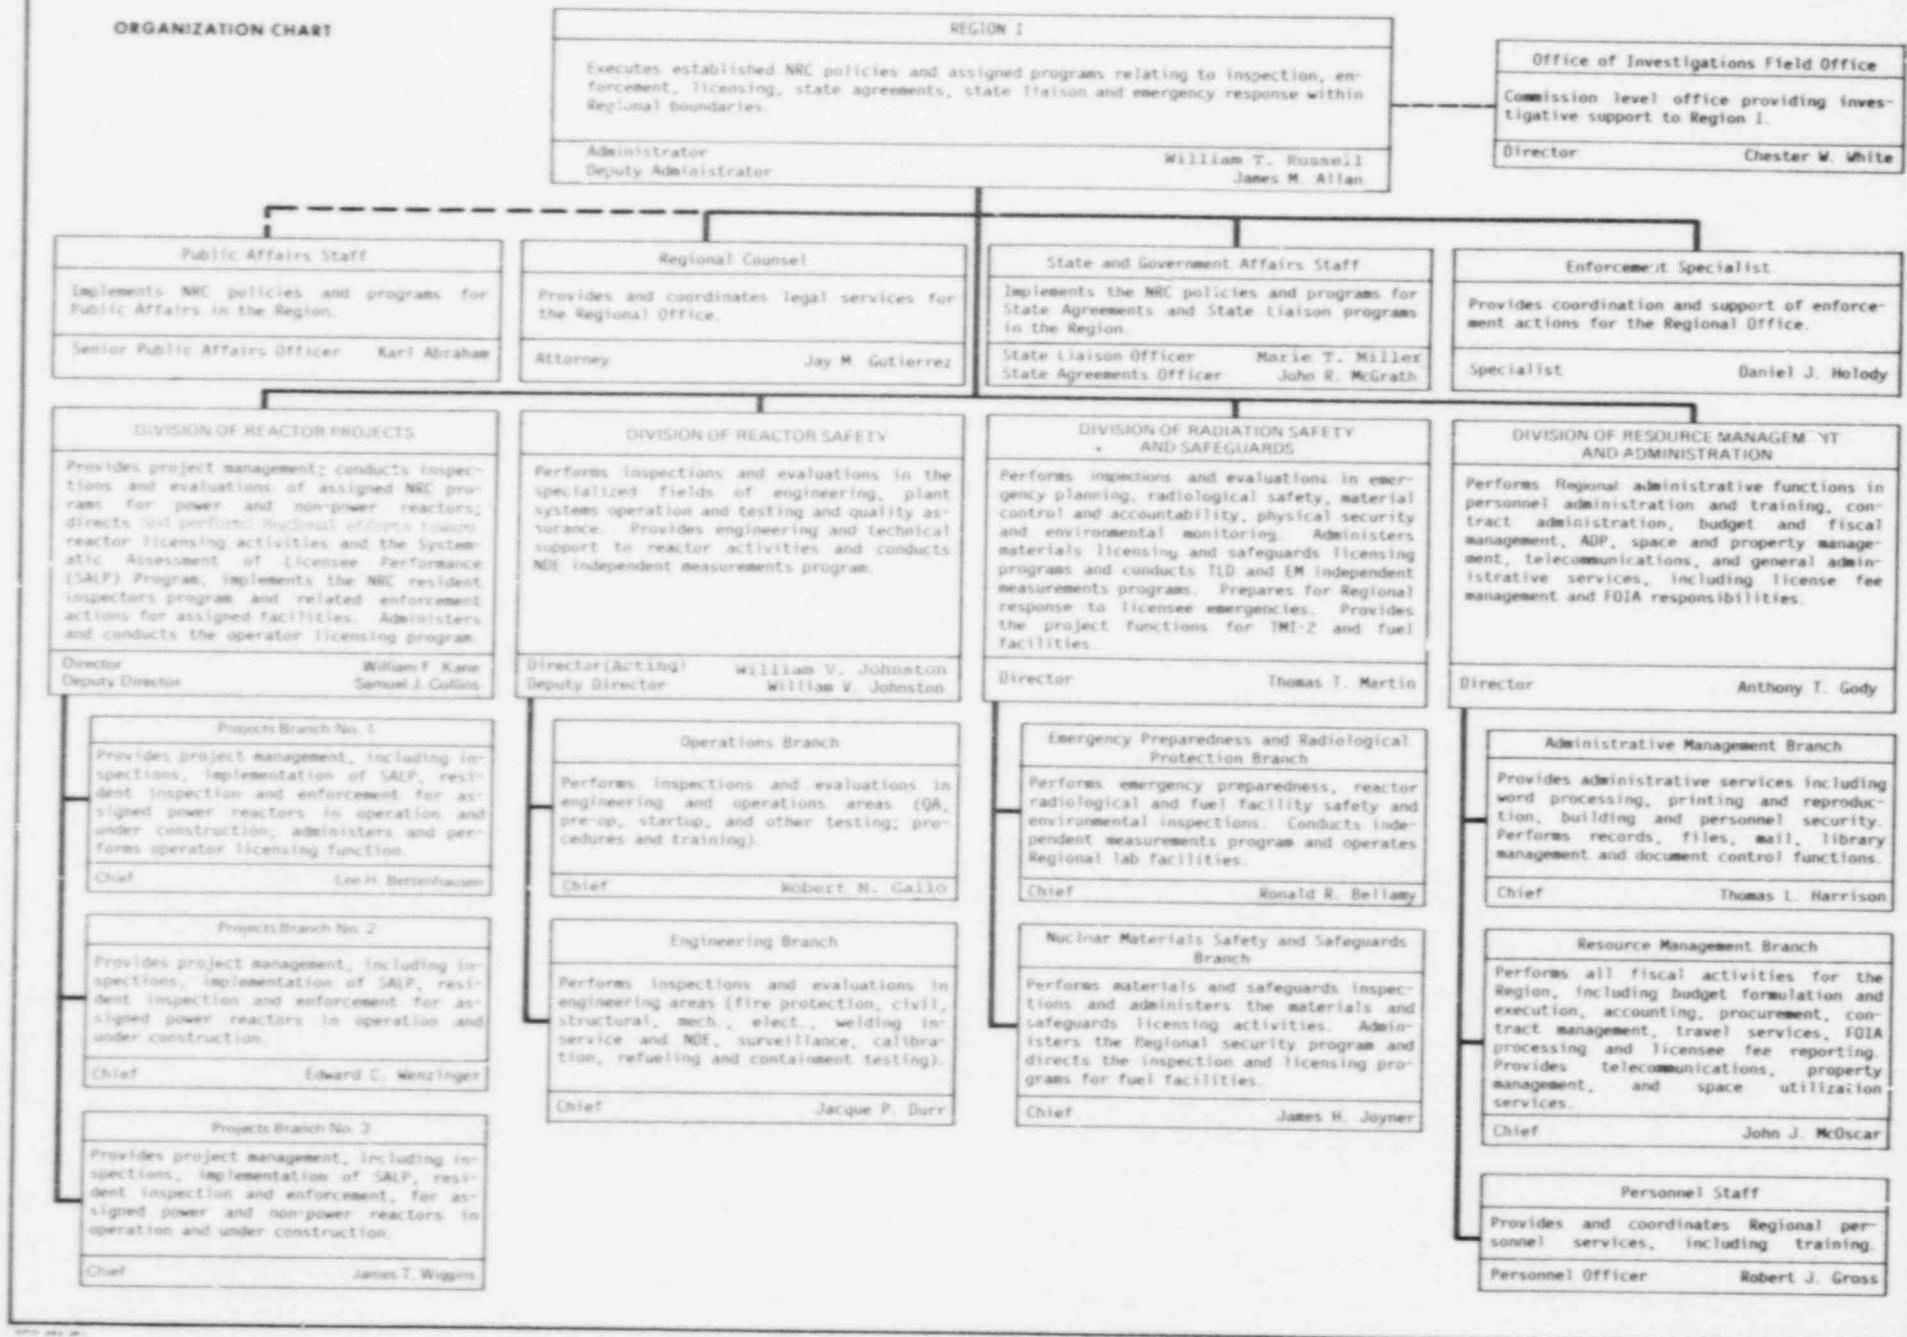 ORGANIZATION CHART
REGION I
Executes established NRC policies and assigned programs relating to inspection, en-
forcement, licensing, state agreements, state liaison and emergency response within
Regional boundaries.
Administrator William T. Russell
Deputy Administrator James M. Allan
Office of Investigations Field Office
Commission level office providing inves-
tigative support to Region I.
Director Chester W. White
Public Affairs Staff
Implements NRC policies and programs for
Public Affairs in the Region.
Senior Public Affairs Officer Karl Abraham
Regional Counsel
Provides and coordinates legal services for
the Regional Office.
Attorney Jay M. Gutierrez
State and Government Affairs Staff
Implements the NRC policies and programs for
State Agreements and State Liaison programs
in the Region.
State Liaison Officer Marie T. Miller
State Agreements Officer John R. McGrath
Enforcement Specialist
Provides coordination and support of enforce-
ment actions for the Regional Office.
Specialist Daniel J. Holody
DIVISION OF REACTOR PROJECTS
Provides project management; conducts inspec-
tions and evaluations of assigned NRC pro-
rams for power and non-power reactors;
directs and perform Regional efforts toward
reactor licensing activities and the System-
atic Assessment of Licensee Performance
(SALP) Program; implements the NRC resident
inspectors program and related enforcement
actions for assigned facilities. Administers
and conducts the operator licensing program.
Director William F. Kane
Deputy Director Samuel J. Collins
DIVISION OF REACTOR SAFETY
Performs inspections and evaluations in the
specialized fields of engineering, plant
systems operation and testing and quality as-
surance. Provides engineering and technical
support to reactor activities and conducts
NDE independent measurements program.
Director(Acting) William V. Johnston
Deputy Director William V. Johnston
DIVISION OF RADIATION SAFETY
AND SAFEGUARDS
Performs inspections and evaluations in emer-
gency planning, radiological safety, material
control and accountability, physical security
and environmental monitoring. Administers
materials licensing and safeguards licensing
programs and conducts TLD and EM independent
measurements programs. Prepares for Regional
response to licensee emergencies. Provides
the project functions for TMI-2 and fuel
facilities.
Director Thomas T. Martin
DIVISION OF RESOURCE MANAGEM NT
AND ADMINISTRATION
Performs Regional administrative functions in
personnel administration and training, con-
tract administration, budget and fiscal
management, ADP, space and property manage-
ment, telecommunications, and general admin-
istrative services, including license fee
management and FOIA responsibilities.
Director Anthony T. Gody
Projects Branch No. 1
Provides project management, including in-
spections, implementation of SALP, resi-
dent inspection and enforcement for as-
signed power reactors in operation and
under construction; administers and per-
forms operator licensing function.
Chief Lee H. Bettenhausen
Projects Branch No. 2
Provides project management, including in-
spections, implementation of SALP, resi-
dent inspection and enforcement for as-
signed power reactors in operation and
under construction.
Chief Edward C. Wenzinger
Projects Branch No. 3
Provides project management, including in-
spections, implementation of SALP, resi-
dent inspection and enforcement, for as-
signed power and non-power reactors in
operation and under construction.
Chief James T. Wiggins
Operations Branch
Performs inspections and evaluations in
engineering and operations areas (QA,
pre-op, startup, and other testing; pro-
cedures and training).
Chief Robert M. Gallo
Engineering Branch
Performs inspections and evaluations in
engineering areas (fire protection, civil,
structural, mech., elect., welding in-
service and NDE, surveillance, calibra-
tion, refueling and containment testing).
Chief Jacque P. Durr
Emergency Preparedness and Radiological
Protection Branch
Performs emergency preparedness, reactor
radiological and fuel facility safety and
environmental inspections. Conducts inde-
pendent measurements program and operates
Regional lab facilities.
Chief Ronald R. Bellamy
Nuclear Materials Safety and Safeguards
Branch
Performs materials and safeguards inspec-
tions and administers the materials and
safeguards licensing activities. Admin-
isters the Regional security program and
directs the inspection and licensing pro-
grams for fuel facilities.
Chief James H. Joyner
Administrative Management Branch
Provides administrative services including
word processing, printing and reproduc-
tion, building and personnel security.
Performs records, files, mail, library
management and document control functions.
Chief Thomas L. Harrison
Resource Management Branch
Performs all fiscal activities for the
Region, including budget formulation and
execution, accounting, procurement, con-
tract management, travel services, FOIA
processing and licensee fee reporting.
Provides telecommunications, property
management, and space utilization
services.
Chief John J. McOscar
Personnel Staff
Provides and coordinates Regional per-
sonnel services, including training.
Personnel Officer Robert J. Gross